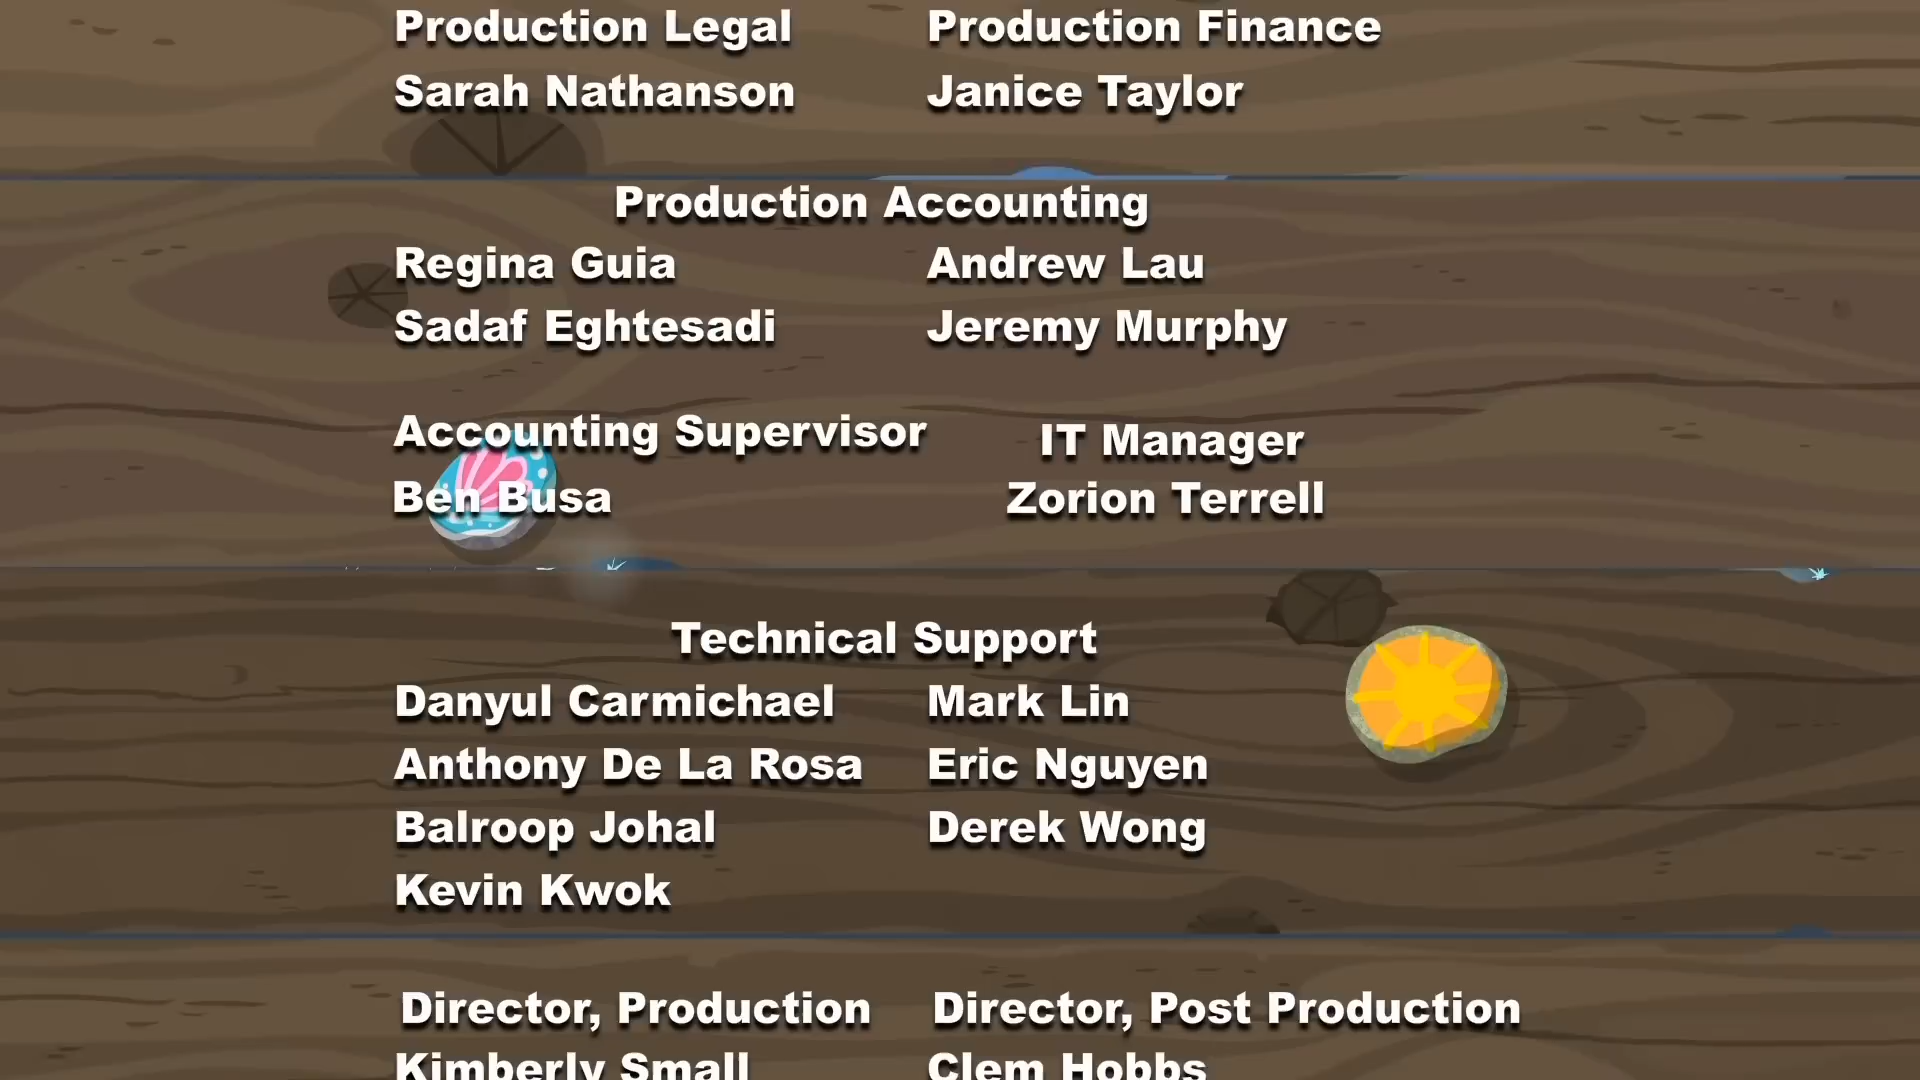 Production Legal Production Finance
Sarah Nathanson Janice Taylor
Production Accounting
Regina Guia Andrew Lau
Sadaf Eghtesadi Jeremy Murphy
Accounting Supervisor IT Manager
Ben Busa Zorion Terrell
Technical Support
Danyul Carmichael Mark Lin
Anthony De La Rosa Eric Nguyen
Balroop Johal Derek Wong
Kevin Kwok
Director, Production Director, Post Production
Kimberly Small Clem Hobbs